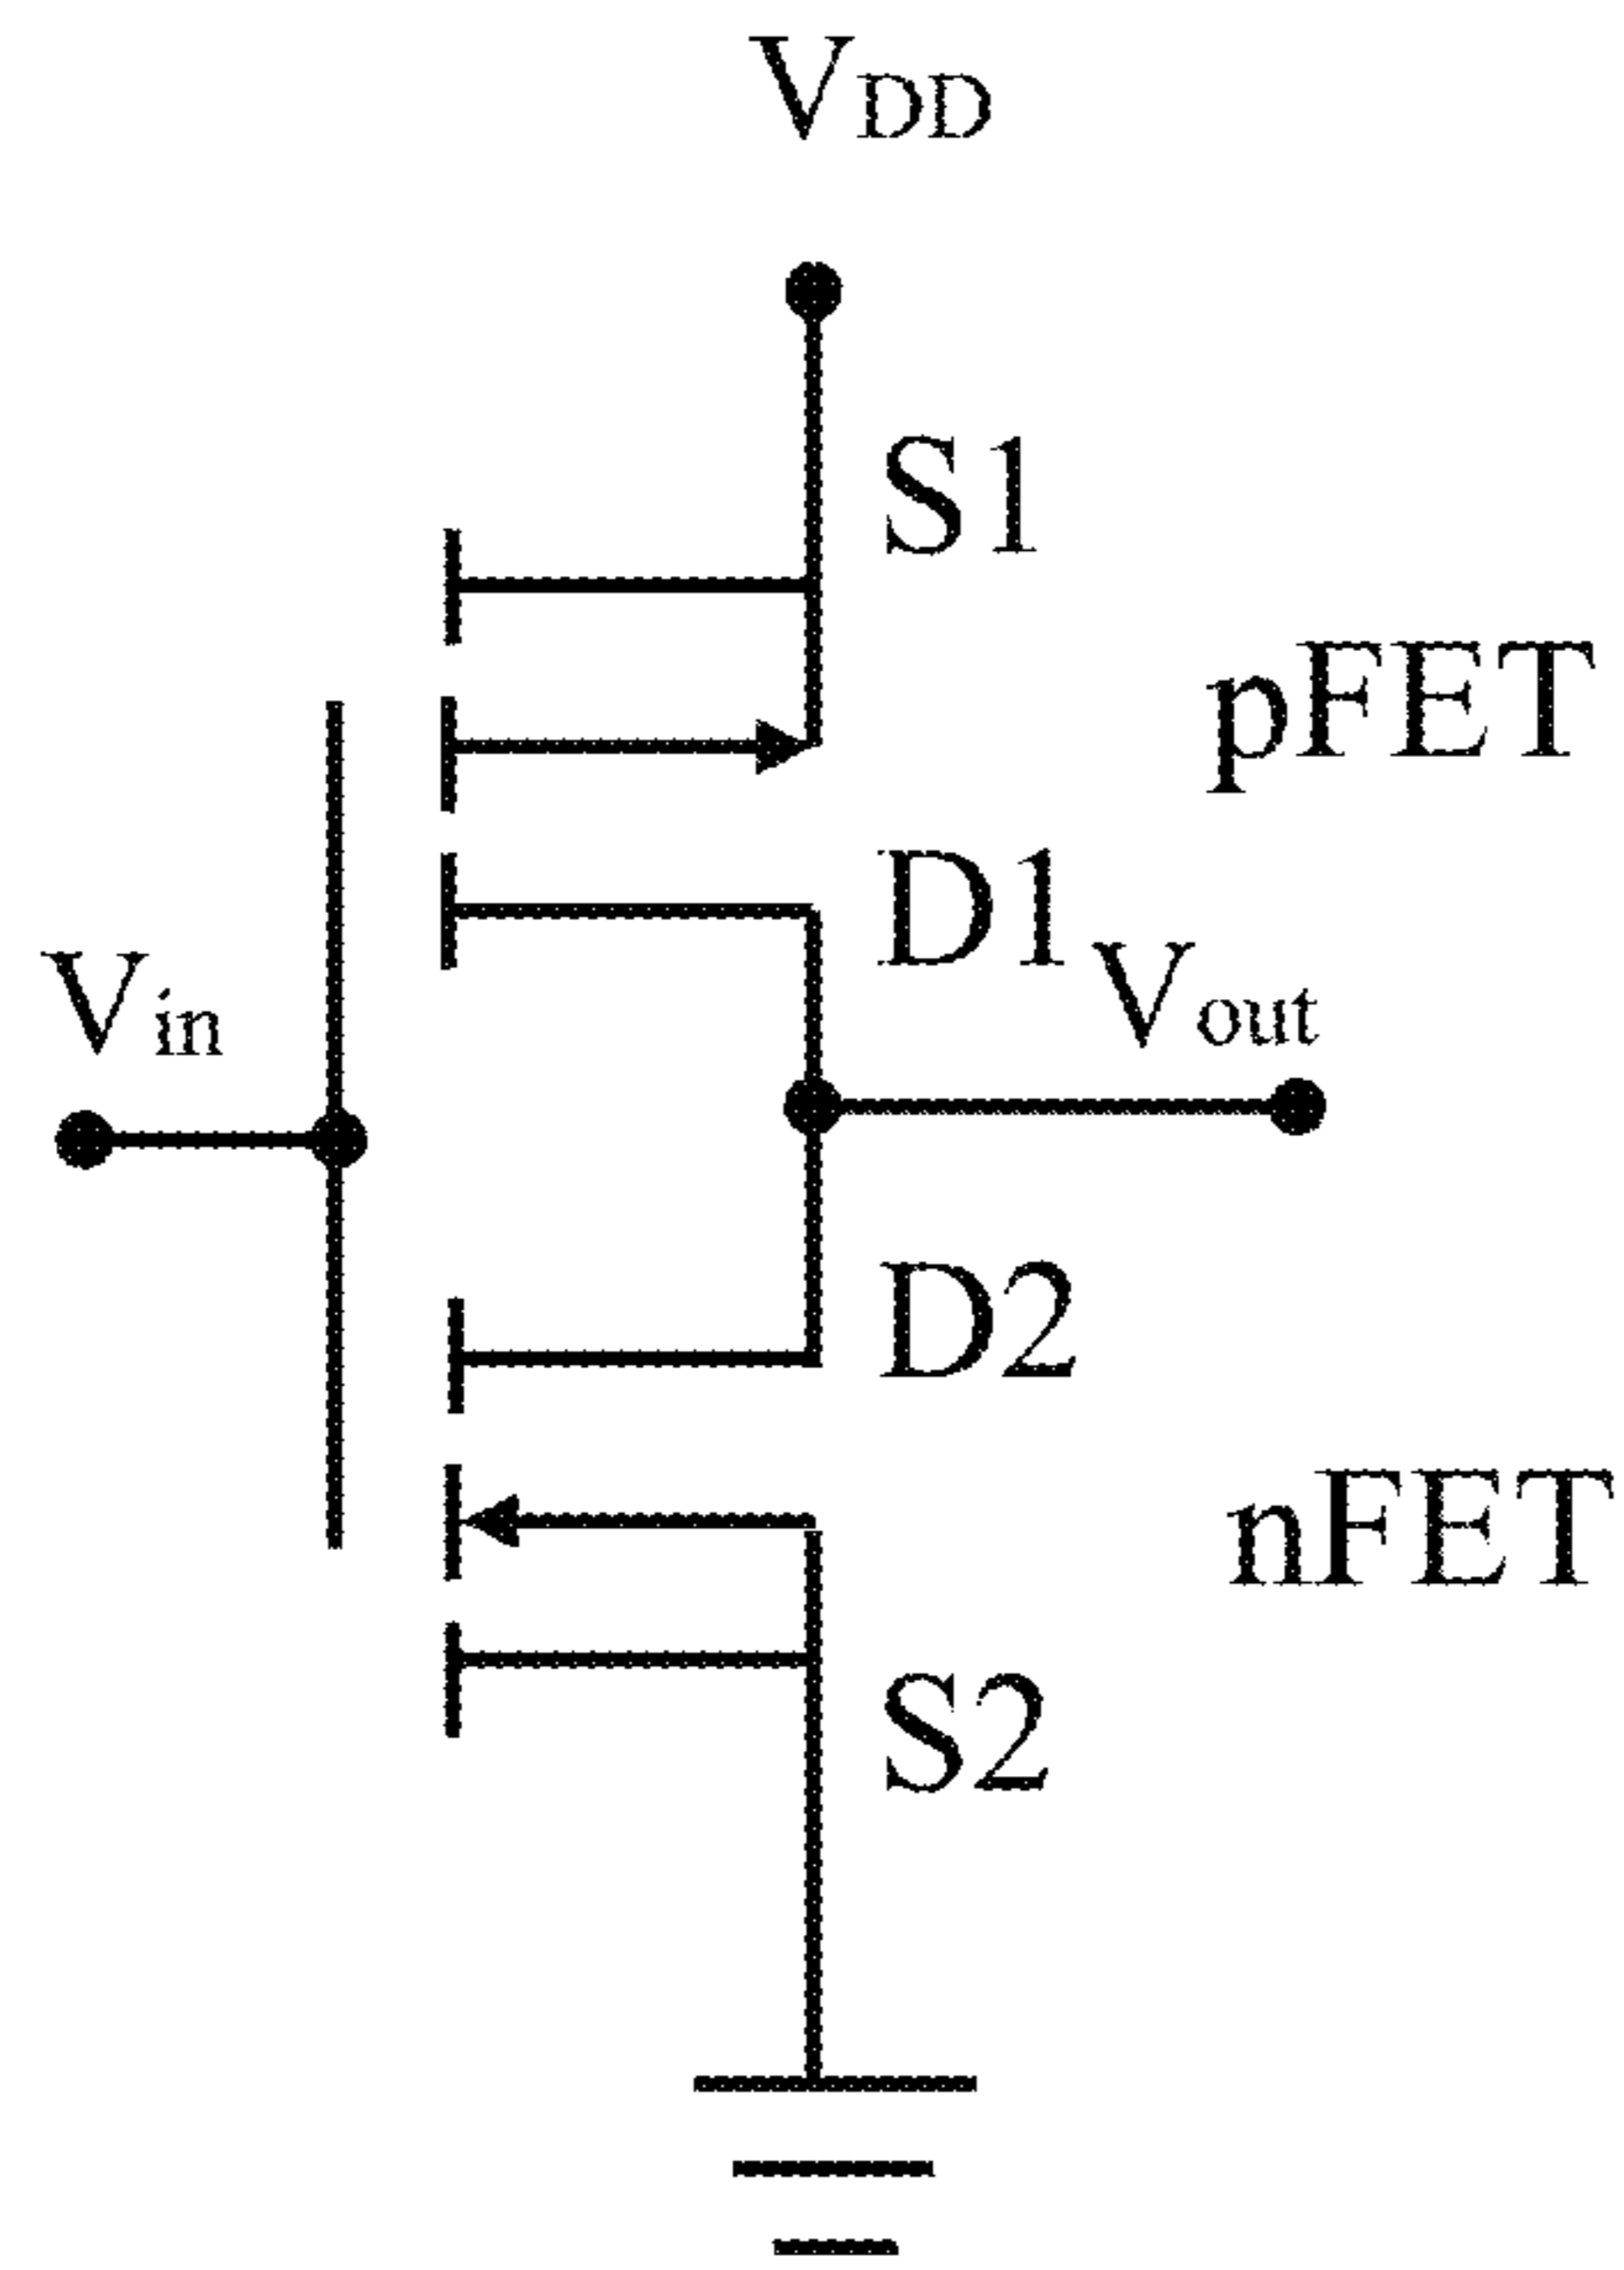 VDD
S1
pFET
D1
Vin
Vout
D2
nFET
S2